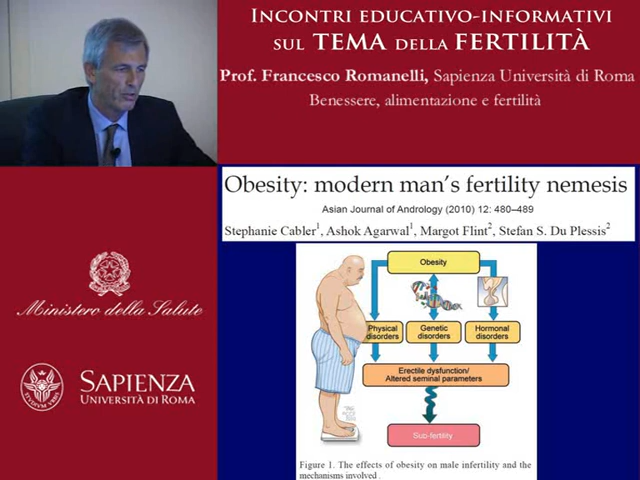 INCONTRI EDUCATIVO-INFORMATIVI
SUL TEMA DELLA FERTILITÀ
Prof. Francesco Romanelli, Sapienza Università di Roma
Benessere, alimentazione e fertilità
Obesity: modern man's fertility nemesis
Asian Journal of Andrology (2010) 12: 480–489
Stephanie Cabler1, Ashok Agarwal1, Margot Flint2, Stefan S. Du Plessis2
Obesity
Physical disorders
Genetic disorders
Hormonal disorders
Erectile dysfunction/
Altered seminal parameters
Sub-fertility
Figure 1. The effects of obesity on male infertility and the
mechanisms involved .
Ministero della Salute
SAPIENZA
UNIVERSITÀ DI ROMA